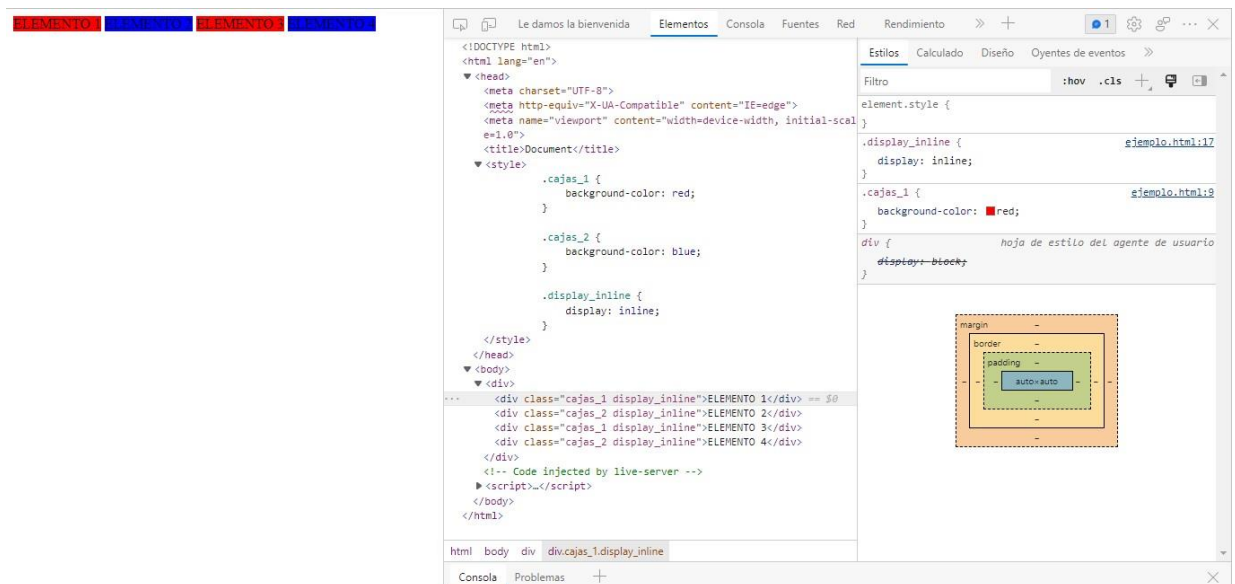 ELEMENTO 1 ELEMENTO 2 ELEMENTO 3 ELEMENTO 4
Le damos la bienvenida Elementos Consola Fuentes Red Rendimiento 1
<!DOCTYPE html>
<html lang="en">
<head>
<meta charset="UTF-8">
<meta http-equiv="X-UA-Compatible" content="IE=edge">
<meta name="viewport" content="width=device-width, initial-scal
e=1.0">
<title>Document</title>
<style>
.cajas_1 {
background-color: red;
}
.cajas_2 {
background-color: blue;
}
.display_inline {
display: inline;
}
</style>
</head>
<body>
<div>
··· <div class="cajas_1 display_inline">ELEMENTO 1</div> == $0
<div class="cajas_2 display_inline">ELEMENTO 2</div>
<div class="cajas_1 display_inline">ELEMENTO 3</div>
<div class="cajas_2 display_inline">ELEMENTO 4</div>
</div>
<!-- Code injected by live-server -->
<script>…</script>
</body>
</html>
html body div div.cajas_1.display_inline
Estilos Calculado Diseño Oyentes de eventos
Filtro :hov .cls
element.style {
}
.display_inline { ejemplo.html:17
display: inline;
}
.cajas_1 { ejemplo.html:9
background-color: red;
}
div { hoja de estilo del agente de usuario
display: block;
}
margin –
border –
padding –
– – – auto×auto – – –
–
–
–
Consola Problemas